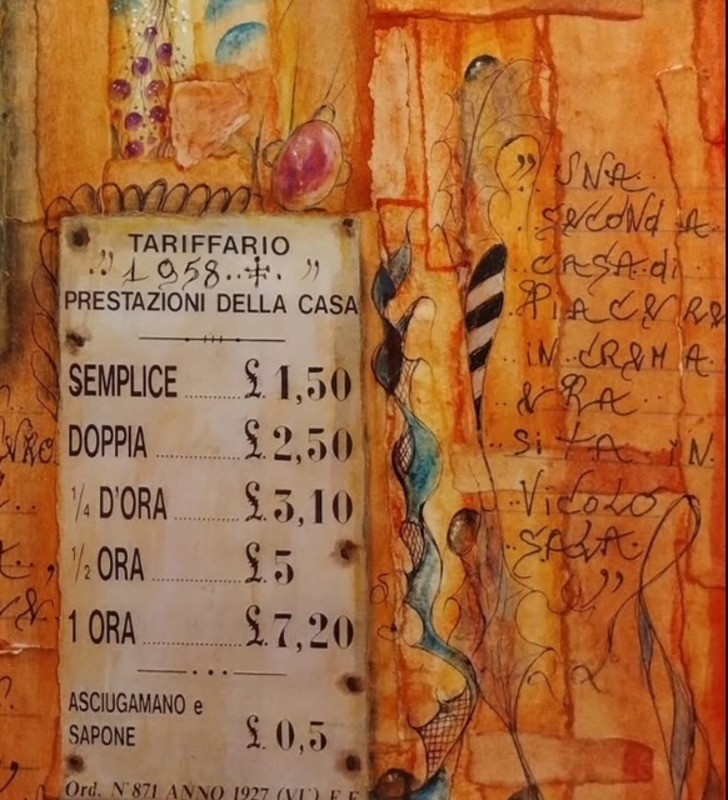 TARIFFARIO
" 1958..+. "
PRESTAZIONI DELLA CASA
SEMPLICE ............ £ 1,50
DOPPIA .................. £ 2,50
1/4 D'ORA .............. £ 3,10
1/2 ORA .................. £ 5
1 ORA ..................... £ 7,20
ASCIUGAMANO e
SAPONE £ 0,5
Ord. N°871 ANNO 1927 (VI°) E.F.
" UNA
SECONDA
CASA di
PIACERE
IN CREMA
ERA
SITA IN
VICOLO
SALA. "